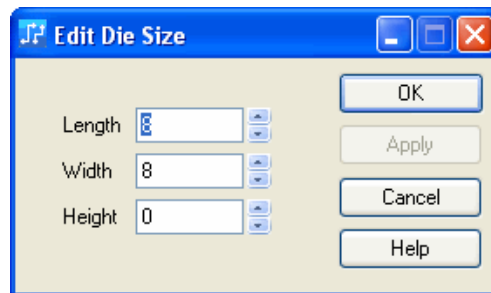 Edit Die Size
Length 8
Width 8
Height 0
OK
Apply
Cancel
Help